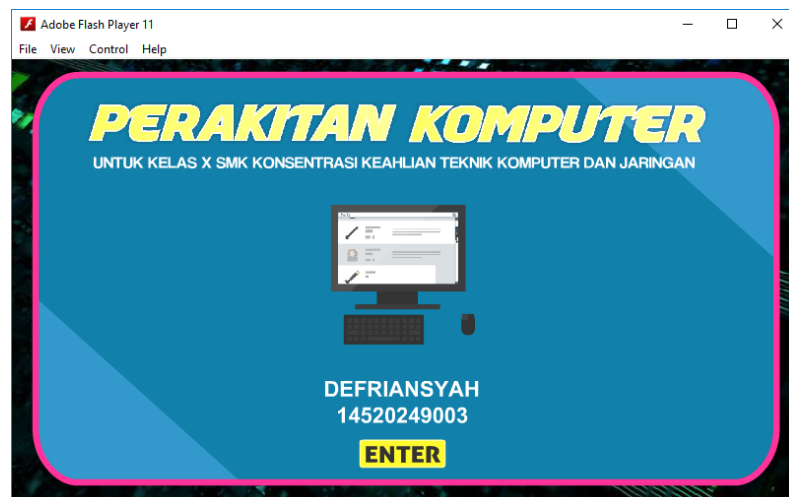 Adobe Flash Player 11
File View Control Help
PERAKITAN KOMPUTER
UNTUK KELAS X SMK KONSENTRASI KEAHLIAN TEKNIK KOMPUTER DAN JARINGAN
DEFRIANSYAH
14520249003
ENTER